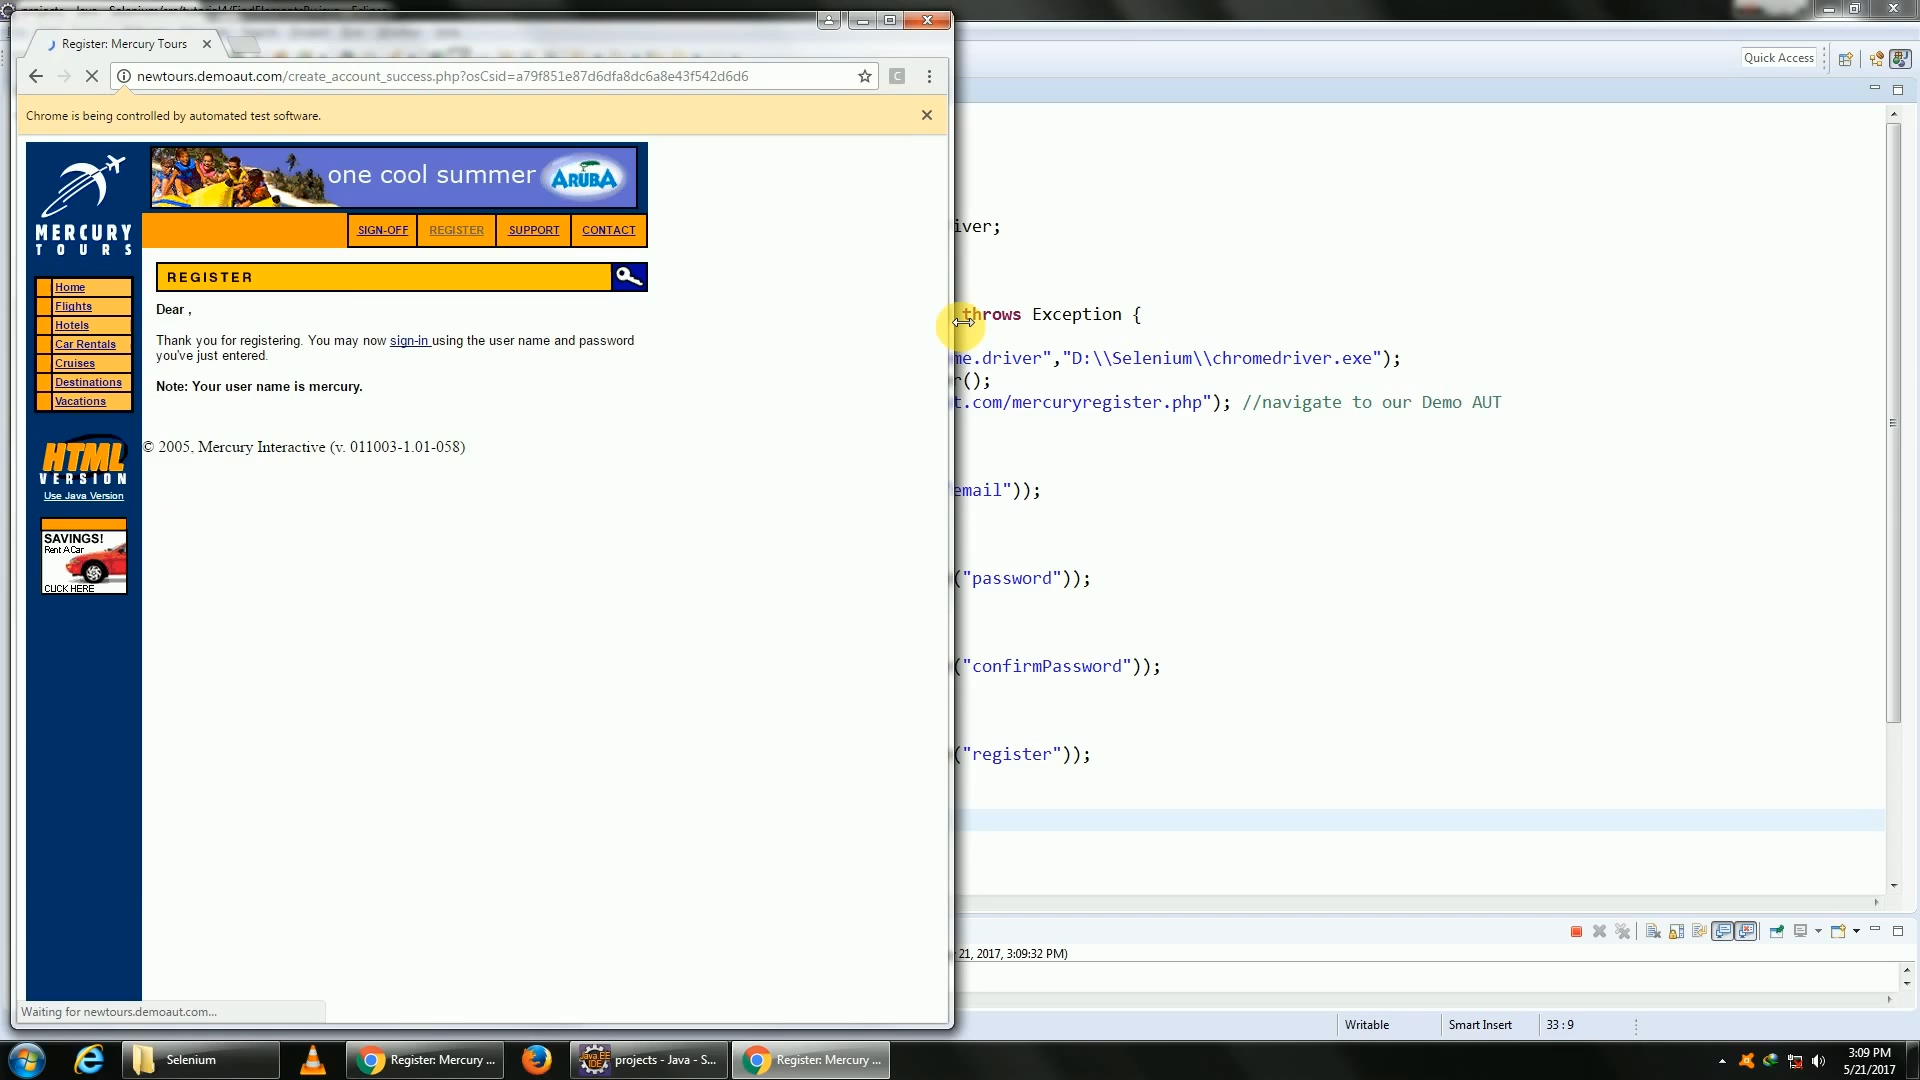 Register: Mercury Tours
newtours.demoaut.com/create_account_success.php?osCsid=a79f851e87d6dfa8dc6a8e43f542d6d6
C
Chrome is being controlled by automated test software.
MERCURY
TOURS
one cool summer
ARUBA
SIGN-OFF
REGISTER
SUPPORT
CONTACT
Home
Flights
Hotels
Car Rentals
Cruises
Destinations
Vacations
REGISTER
Dear ,
Thank you for registering. You may now sign-in using the user name and password
you've just entered.
Note: Your user name is mercury.
© 2005, Mercury Interactive (v. 011003-1.01-058)
HTML
VERSION
Use Java Version
SAVINGS!
Rent A Car
CLICK HERE
Waiting for newtours.demoaut.com...
Quick Access
iver;
throws Exception {
me.driver","D:\\Selenium\\chromedriver.exe");
r();
t.com/mercuryregister.php"); //navigate to our Demo AUT
email"));
("password"));
("confirmPassword"));
("register"));
21, 2017, 3:09:32 PM)
Writable
Smart Insert
33 : 9
Selenium
Register: Mercury ...
Java EE
IDE
projects - Java - S...
Register: Mercury ...
3:09 PM
5/21/2017